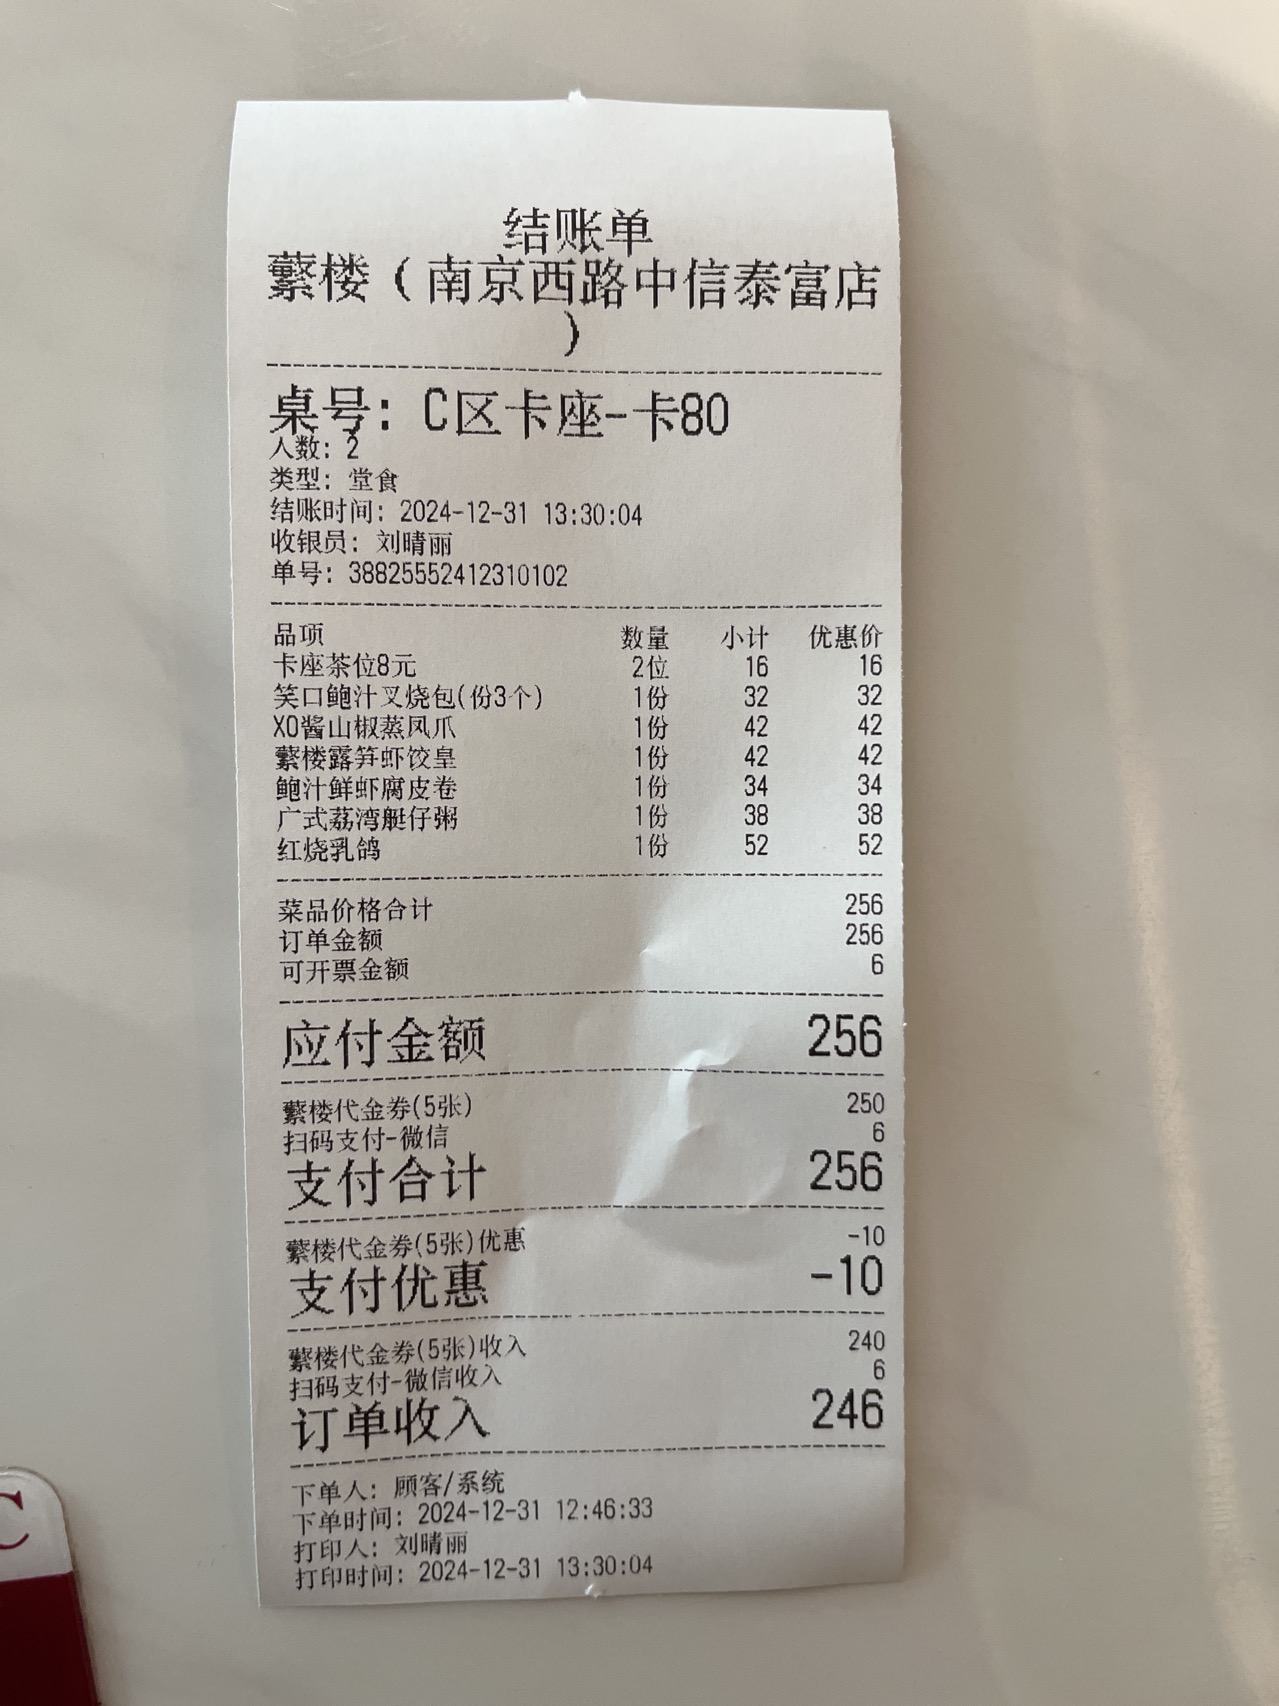 结账单
蘩楼（南京西路中信泰富店
）
桌号: C区卡座-卡80
人数: 2
类型: 堂食
结账时间: 2024-12-31 13:30:04
收银员: 刘晴丽
单号: 38825552412310102
品项 数量 小计 优惠价
卡座茶位8元 2位 16 16
笑口鲍汁叉烧包(份3个) 1份 32 32
XO酱山椒蒸凤爪 1份 42 42
蘩楼露笋虾饺皇 1份 42 42
鲍汁鲜虾腐皮卷 1份 34 34
广式荔湾艇仔粥 1份 38 38
红烧乳鸽 1份 52 52
菜品价格合计 256
订单金额 256
可开票金额 6
应付金额 256
蘩楼代金券(5张) 250
扫码支付-微信 6
支付合计 256
蘩楼代金券(5张)优惠 -10
支付优惠 -10
蘩楼代金券(5张)收入 240
扫码支付-微信收入 6
订单收入 246
下单人: 顾客/系统
下单时间: 2024-12-31 12:46:33
打印人: 刘晴丽
打印时间: 2024-12-31 13:30:04
C